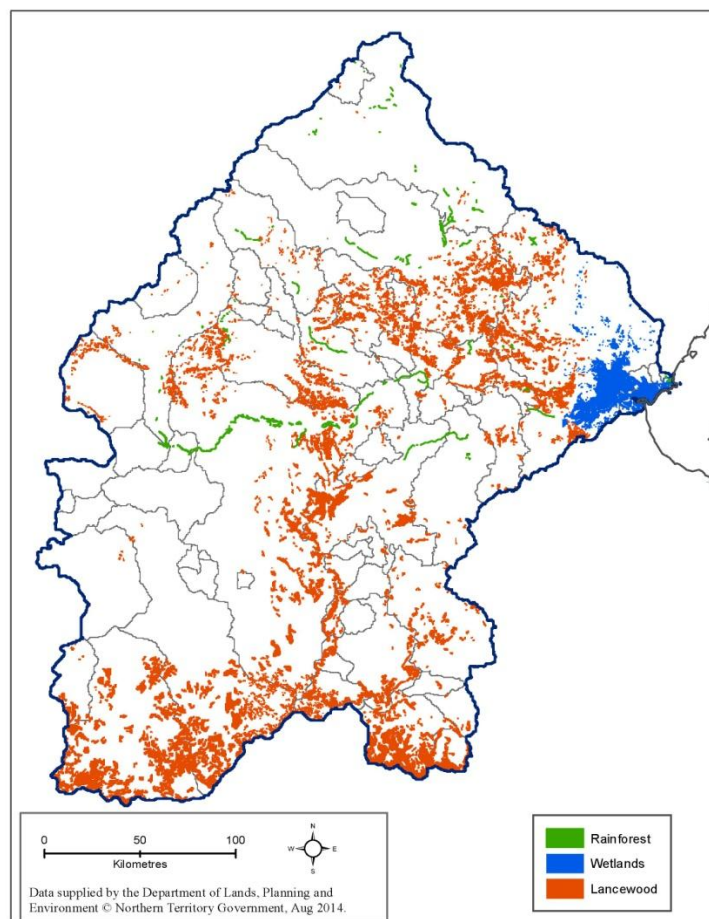 0 50 100
Kilometres
N
W E
S
Data supplied by the Department of Lands, Planning and
Environment © Northern Territory Government, Aug 2014.
Rainforest
Wetlands
Lancewood